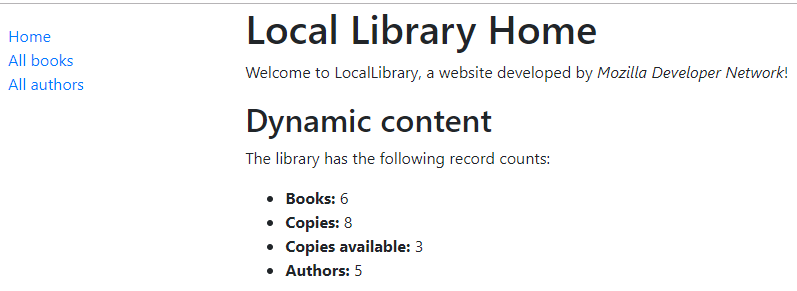 Home
All books
All authors
Local Library Home
Welcome to LocalLibrary, a website developed by Mozilla Developer Network!
Dynamic content
The library has the following record counts:
Books: 6
Copies: 8
Copies available: 3
Authors: 5